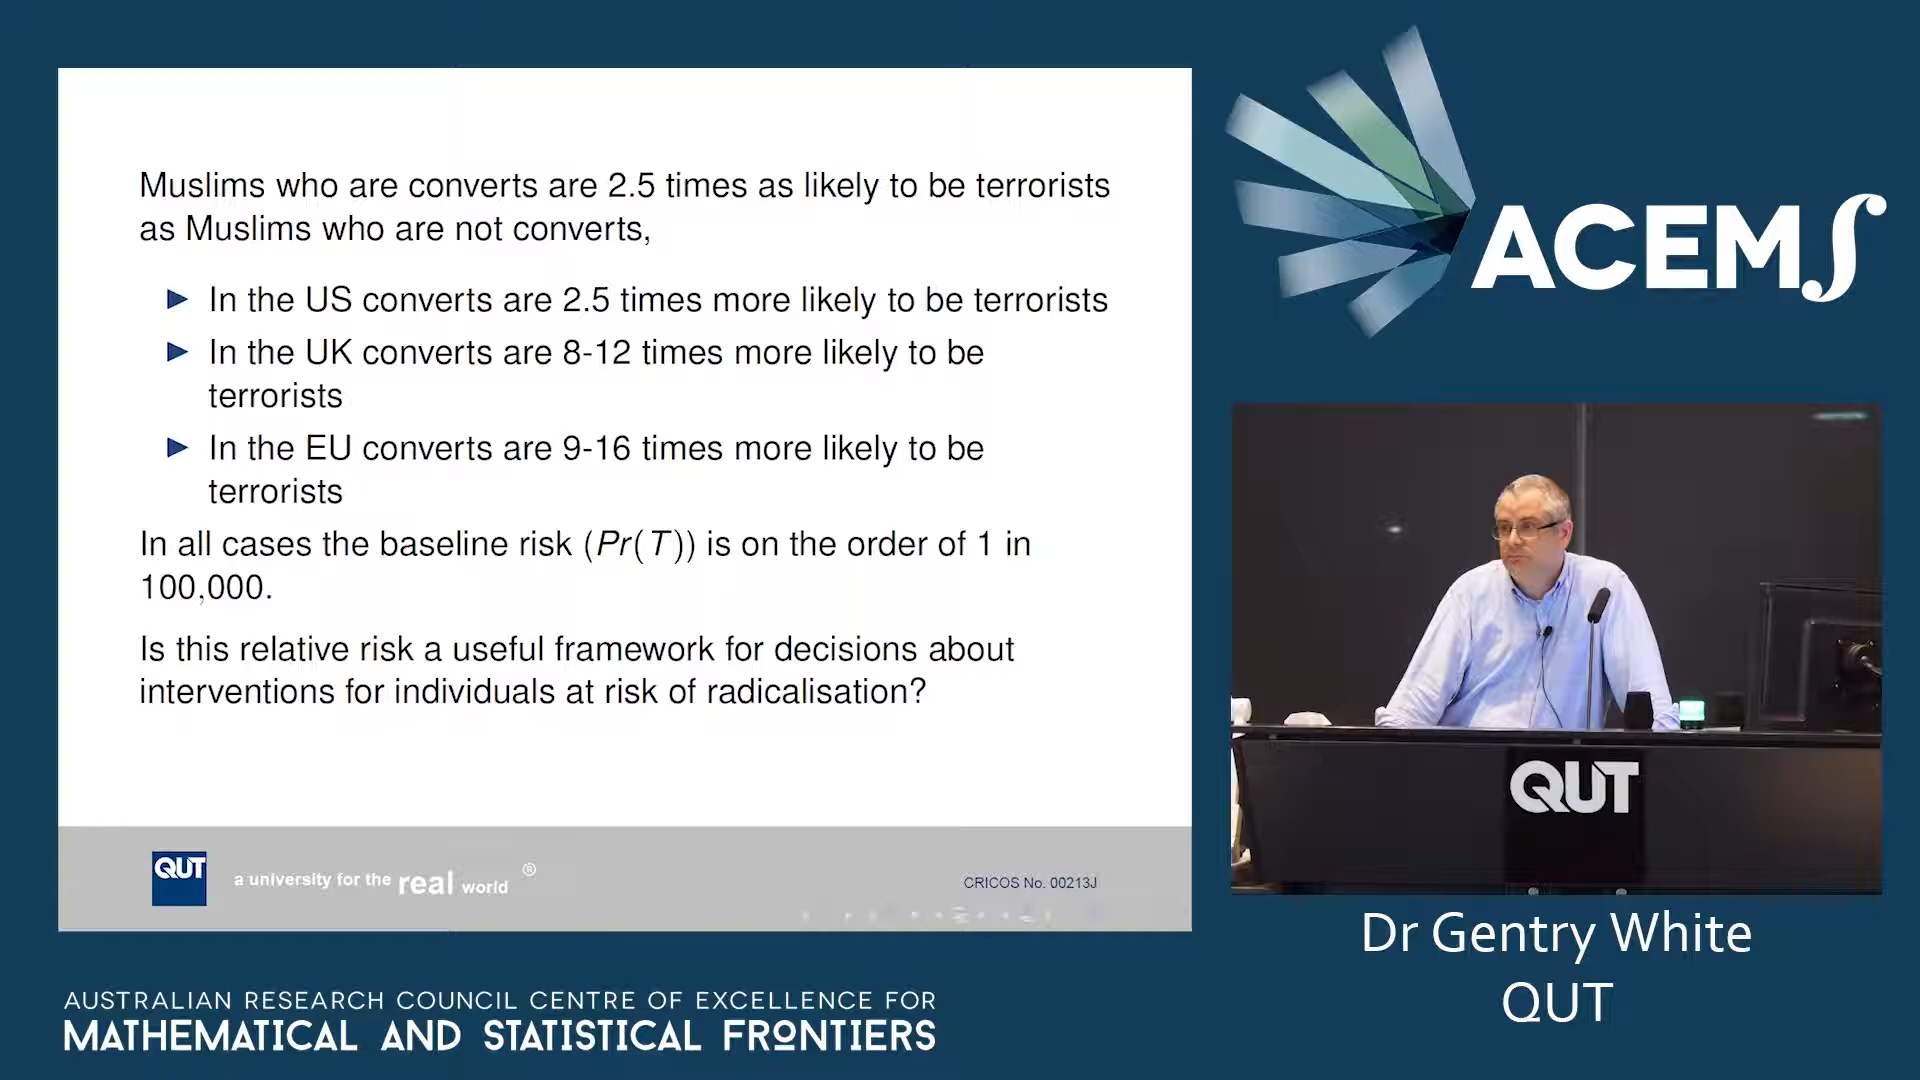 Muslims who are converts are 2.5 times as likely to be terrorists
as Muslims who are not converts,
In the US converts are 2.5 times more likely to be terrorists
In the UK converts are 8-12 times more likely to be
terrorists
In the EU converts are 9-16 times more likely to be
terrorists
In all cases the baseline risk (Pr(T)) is on the order of 1 in
100,000.
Is this relative risk a useful framework for decisions about
interventions for individuals at risk of radicalisation?
QUT
a university for the real world ®
CRICOS No. 00213J
ACEMS
QUT
Dr Gentry White
QUT
AUSTRALIAN RESEARCH COUNCIL CENTRE OF EXCELLENCE FOR
MATHEMATICAL AND STATISTICAL FRONTIERS